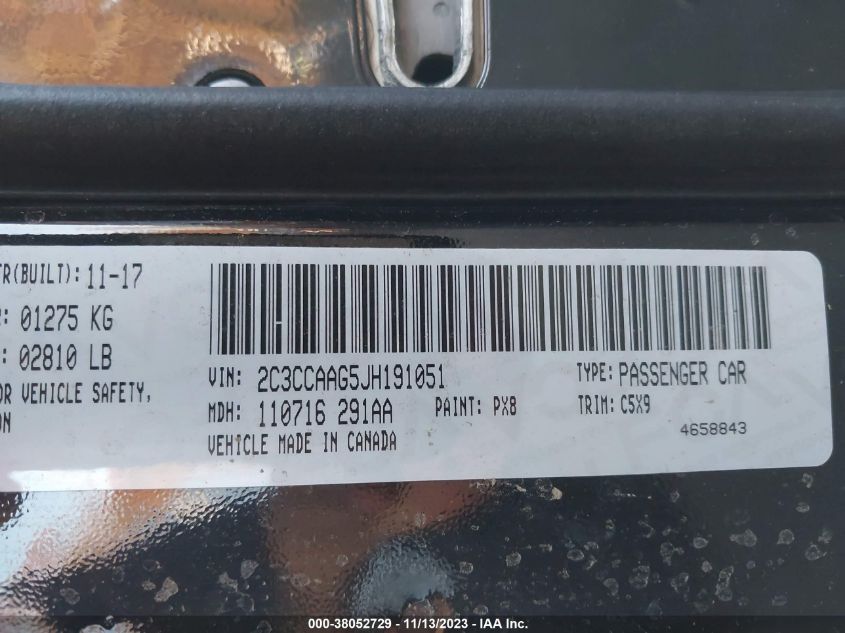 TR(BUILT): 11-17
: 01275 KG
: 02810 LB
OR VEHICLE SAFETY,
ON
VIN: 2C3CCAAG5JH191051
TYPE: PASSENGER CAR
MDH: 110716 291AA
PAINT: PX8
TRIM: C5X9
VEHICLE MADE IN CANADA
4658843
000-38052729 — 11/13/2023 — IAA Inc.